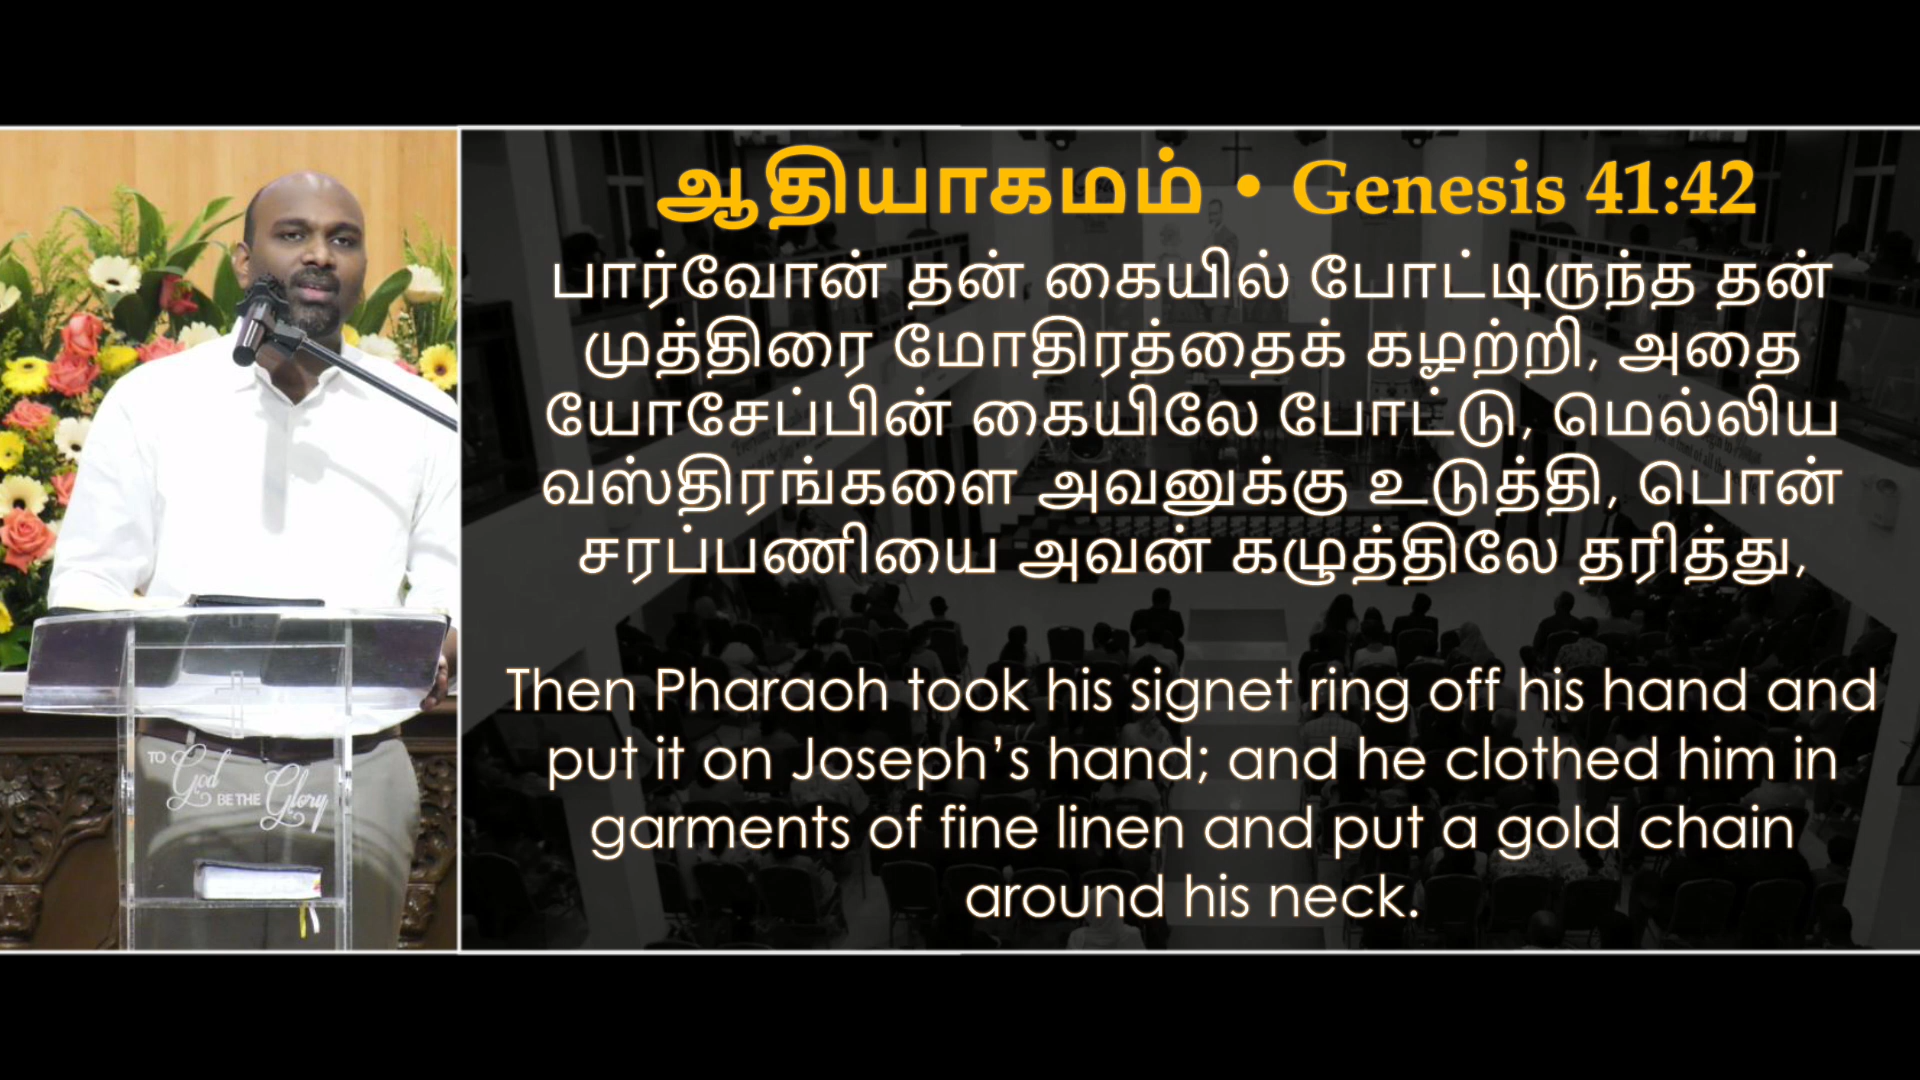 ஆதியாகமம் • Genesis 41:42
பார்வோன் தன் கையில் போட்டிருந்த தன்
முத்திரை மோதிரத்தைக் கழற்றி, அதை
யோசேப்பின் கையிலே போட்டு, மெல்லிய
வஸ்திரங்களை அவனுக்கு உடுத்தி, பொன்
சரப்பணியை அவன் கழுத்திலே தரித்து,
Then Pharaoh took his signet ring off his hand and
put it on Joseph’s hand; and he clothed him in
garments of fine linen and put a gold chain
around his neck.
TO God BE THE Glory